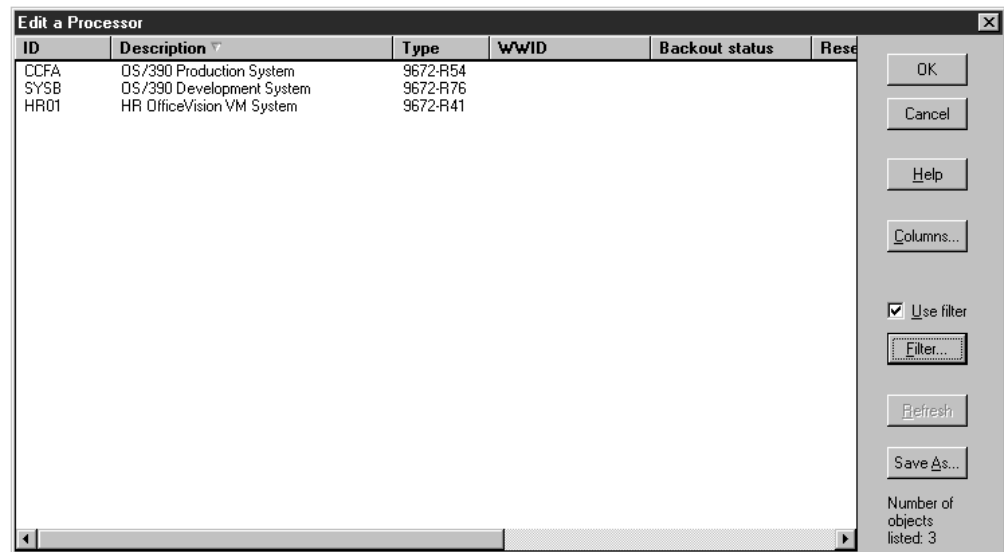 Edit a Processor
ID Description Type WWID Backout status Rese
CCFA OS/390 Production System 9672-R54
SYSB OS/390 Development System 9672-R76
HR01 HR OfficeVision VM System 9672-R41
OK
Cancel
Help
Columns...
Use filter
Filter...
Refresh
Save As...
Number of
objects
listed: 3